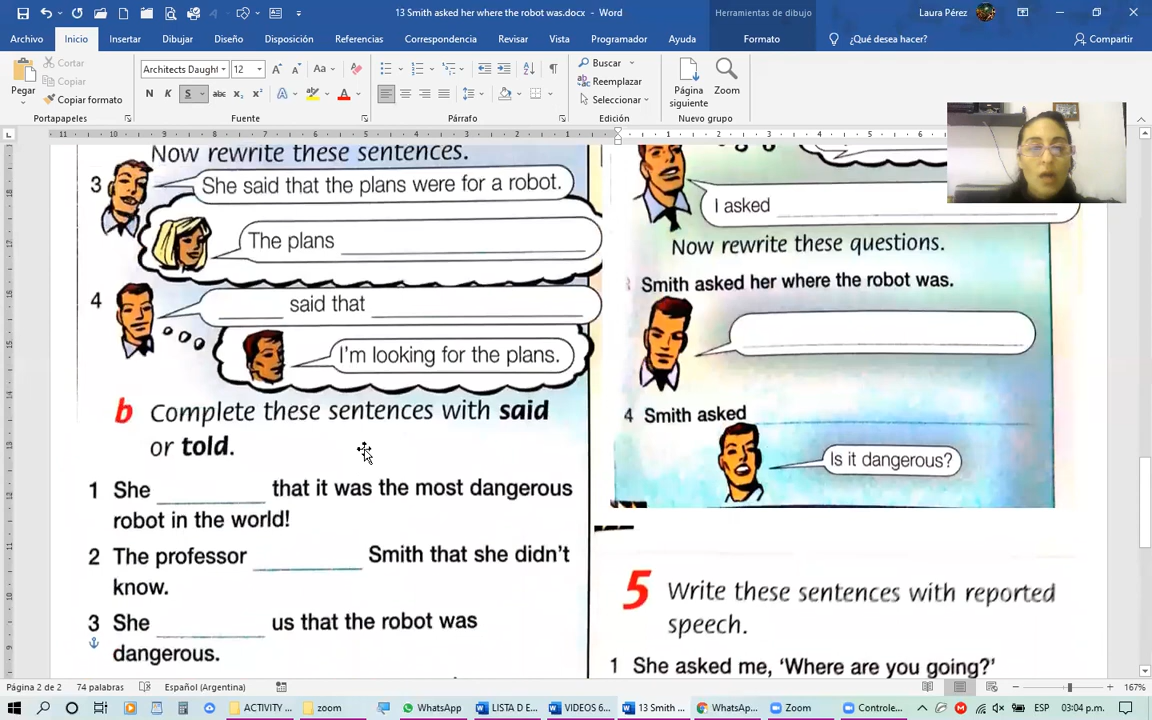 13 Smith asked her where the robot was.docx - Word
Herramientas de dibujo
Laura Pérez
Archivo
Inicio
Insertar
Dibujar
Diseño
Disposición
Referencias
Correspondencia
Revisar
Vista
Programador
Ayuda
Formato
¿Qué desea hacer?
Compartir
Pegar
Cortar
Copiar
Copiar formato
Portapapeles
Architects Daught
12
Fuente
Párrafo
Buscar
Reemplazar
Seleccionar
Edición
Página
siguiente
Zoom
Nuevo grupo
Now rewrite these sentences.
3
She said that the plans were for a robot.
The plans
4
said that
I'm looking for the plans.
b Complete these sentences with said
or told.
1 She ________ that it was the most dangerous
robot in the world!
2 The professor ________ Smith that she didn't
know.
3 She ________ us that the robot was
dangerous.
I asked
Now rewrite these questions.
Smith asked her where the robot was.
4 Smith asked
Is it dangerous?
5 Write these sentences with reported
speech.
1 She asked me, 'Where are you going?'
Página 2 de 2
74 palabras
Español (Argentina)
167%
ACTIVITY ...
zoom
WhatsApp
LISTA D E...
VIDEOS 6...
13 Smith ...
WhatsAp...
Zoom
Controle...
ESP
03:04 p.m.